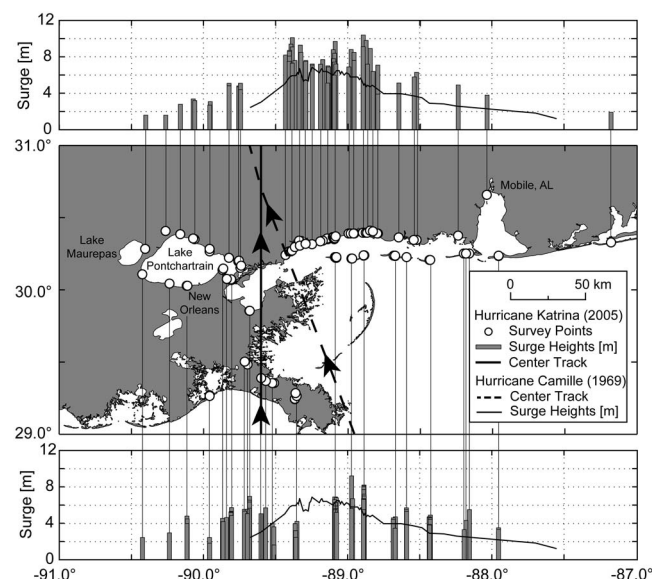 12
8
4
0
Surge [m]
31.0°
30.0°
29.0°
Mobile, AL
Lake
Maurepas
Lake
Pontchartrain
New
Orleans
0 50 km
Hurricane Katrina (2005)
Survey Points
Surge Heights [m]
Center Track
Hurricane Camille (1969)
Center Track
Surge Heights [m]
12
8
4
0
Surge [m]
-91.0° -90.0° -89.0° -88.0° -87.0°